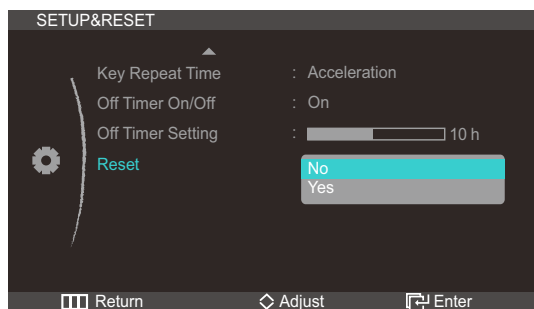 SETUP&RESET
Key Repeat Time : Acceleration
Off Timer On/Off : On
Off Timer Setting : 10 h
Reset No
Yes
Return Adjust Enter